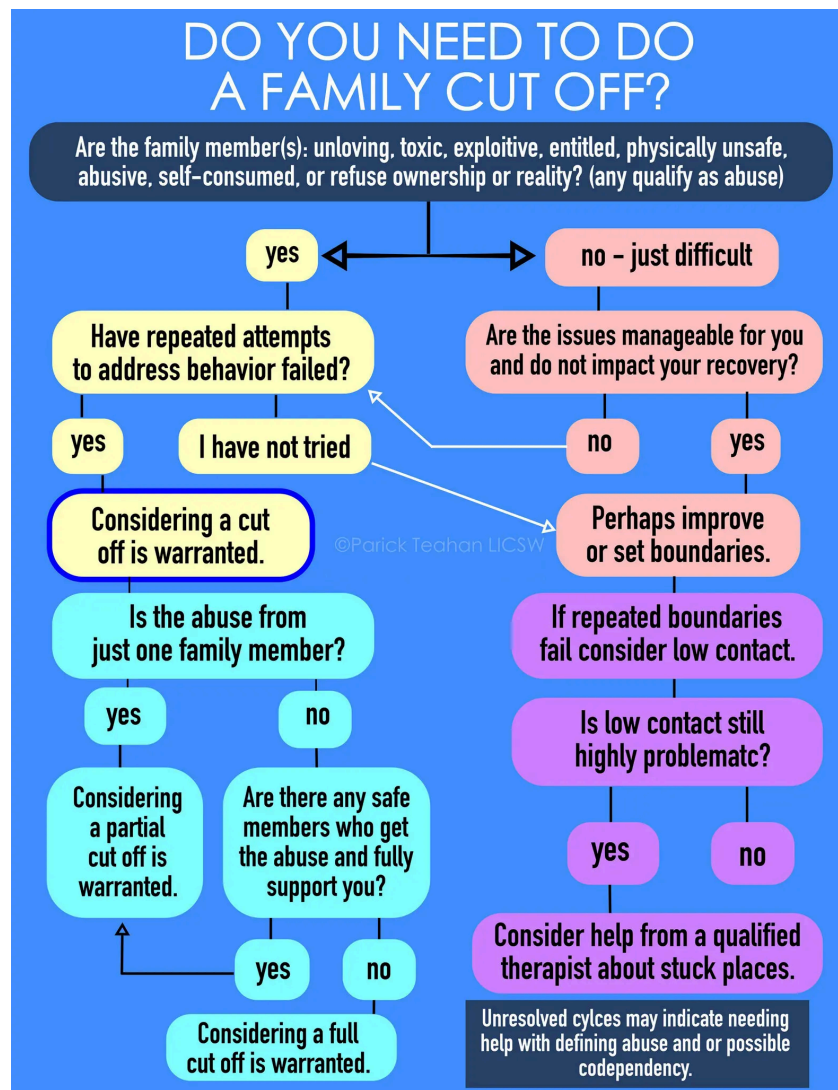 DO YOU NEED TO DO
A FAMILY CUT OFF?
Are the family member(s): unloving, toxic, exploitive, entitled, physically unsafe,
abusive, self-consumed, or refuse ownership or reality? (any qualify as abuse)
yes
no - just difficult
Have repeated attempts
to address behavior failed?
Are the issues manageable for you
and do not impact your recovery?
yes
I have not tried
no
yes
Considering a cut
off is warranted.
©Parick Teahan LICSW
Perhaps improve
or set boundaries.
Is the abuse from
just one family member?
If repeated boundaries
fail consider low contact.
yes
no
Is low contact still
highly problematc?
Considering
a partial
cut off is
warranted.
Are there any safe
members who get
the abuse and fully
support you?
yes
no
yes
no
Consider help from a qualified
therapist about stuck places.
Considering a full
cut off is warranted.
Unresolved cylces may indicate needing
help with defining abuse and or possible
codependency.